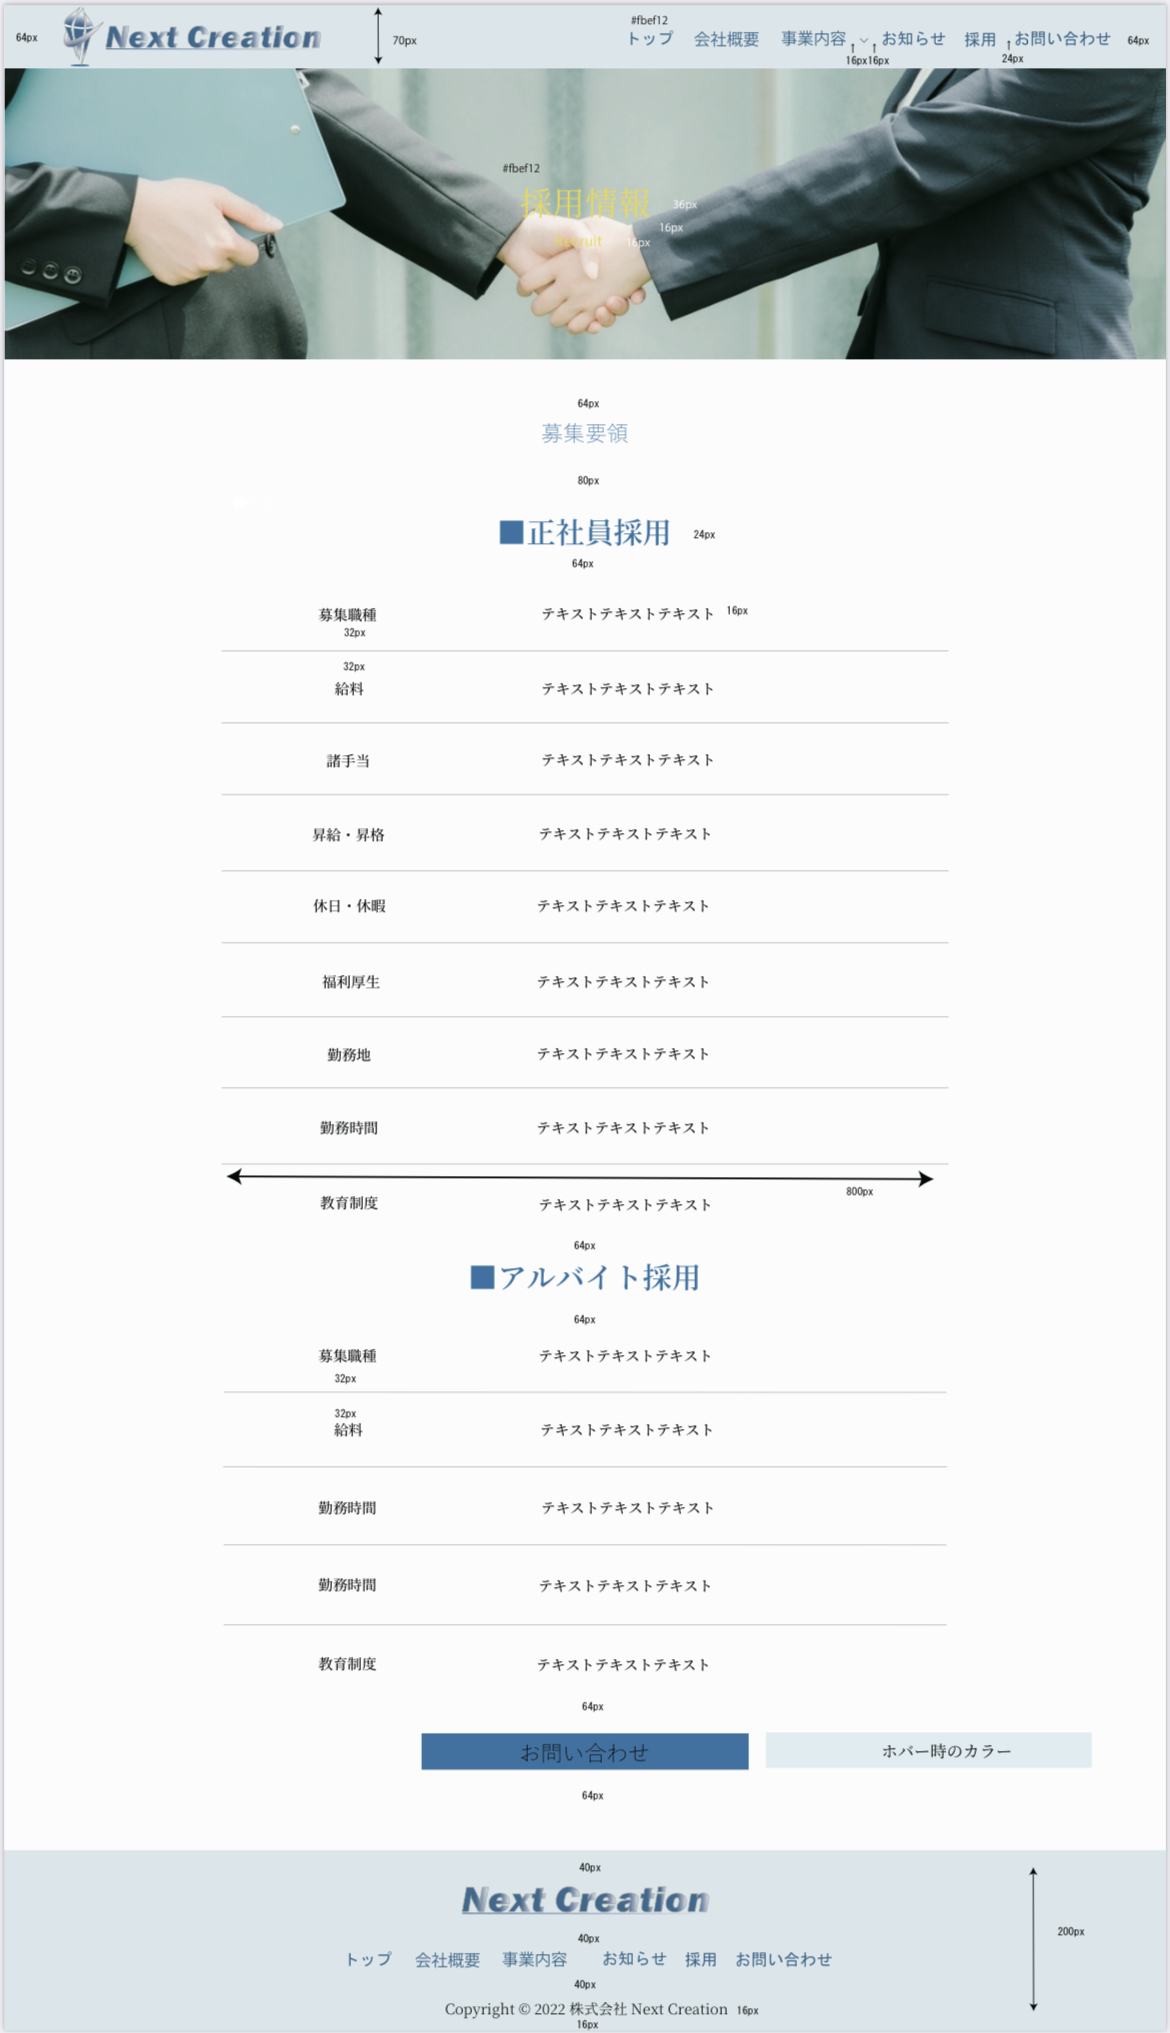 #fbef12
64px Next Creation 70px トップ 会社概要 事業内容 お知らせ 採用 お問い合わせ 64px
16px16px 24px
#fbef12
採用情報 36px
16px
Recruit 16px
64px
募集要領
80px
■正社員採用 24px
64px
募集職種 テキストテキストテキスト 16px
32px
32px
給料 テキストテキストテキスト
諸手当 テキストテキストテキスト
昇給・昇格 テキストテキストテキスト
休日・休暇 テキストテキストテキスト
福利厚生 テキストテキストテキスト
勤務地 テキストテキストテキスト
勤務時間 テキストテキストテキスト
800px
教育制度 テキストテキストテキスト
64px
■アルバイト採用
64px
募集職種 テキストテキストテキスト
32px
32px
給料 テキストテキストテキスト
勤務時間 テキストテキストテキスト
勤務時間 テキストテキストテキスト
教育制度 テキストテキストテキスト
64px
お問い合わせ ホバー時のカラー
64px
40px
Next Creation
200px
40px
トップ 会社概要 事業内容 お知らせ 採用 お問い合わせ
40px
Copyright © 2022 株式会社 Next Creation 16px
16px